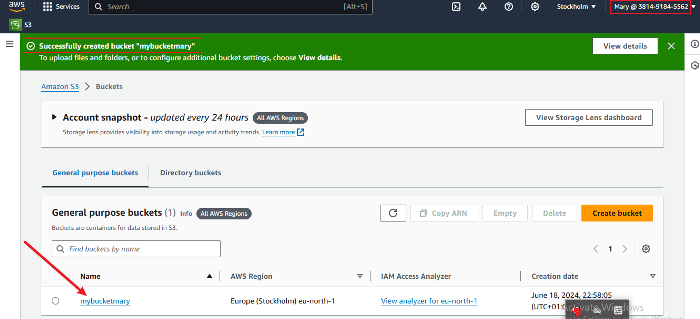 aws
Services
Search
[Alt+S]
Stockholm
Mary @ 3814-9184-5562
S3
Successfully created bucket "mybucketmary"
To upload files and folders, or to configure additional bucket settings, choose View details.
View details
Amazon S3 > Buckets
Account snapshot - updated every 24 hours All AWS Regions
Storage lens provides visibility into storage usage and activity trends. Learn more
View Storage Lens dashboard
General purpose buckets
Directory buckets
General purpose buckets (1) Info All AWS Regions
Buckets are containers for data stored in S3.
Copy ARN
Empty
Delete
Create bucket
Find buckets by name
1
Name
AWS Region
IAM Access Analyzer
Creation date
mybucketmary
Europe (Stockholm) eu-north-1
View analyzer for eu-north-1
June 18, 2024, 22:58:05
Activate Windows